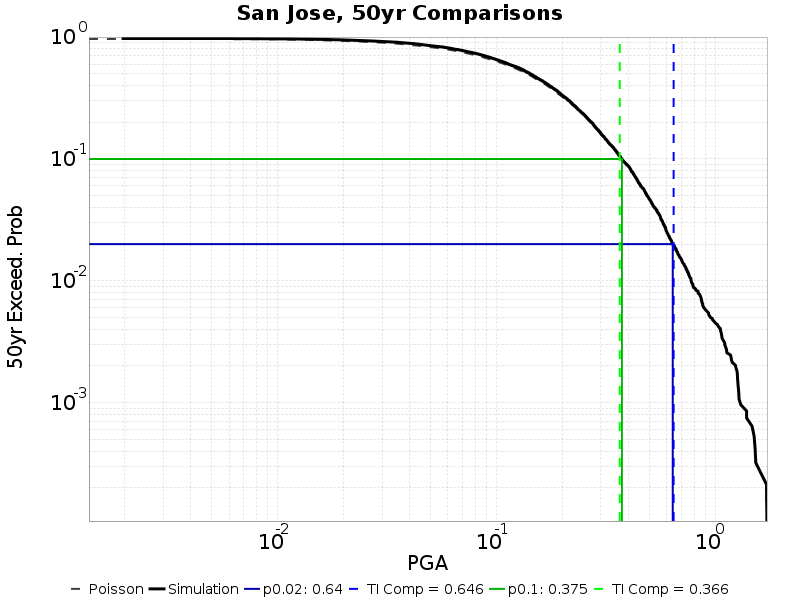 San Jose, 50yr Comparisons
50yr Exceed. Prob
10^0
10^-1
10^-2
10^-3
10^-2
10^-1
10^0
PGA
Poisson Simulation p0.02: 0.64 TI Comp = 0.646 p0.1: 0.375 TI Comp = 0.366